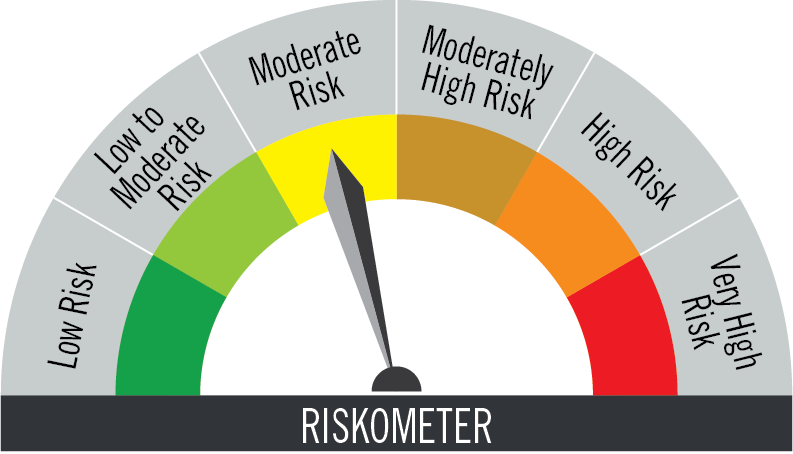 Low Risk
Low to
Moderate
Risk
Moderate
Risk
Moderately
High Risk
High Risk
Very High
Risk
RISKOMETER